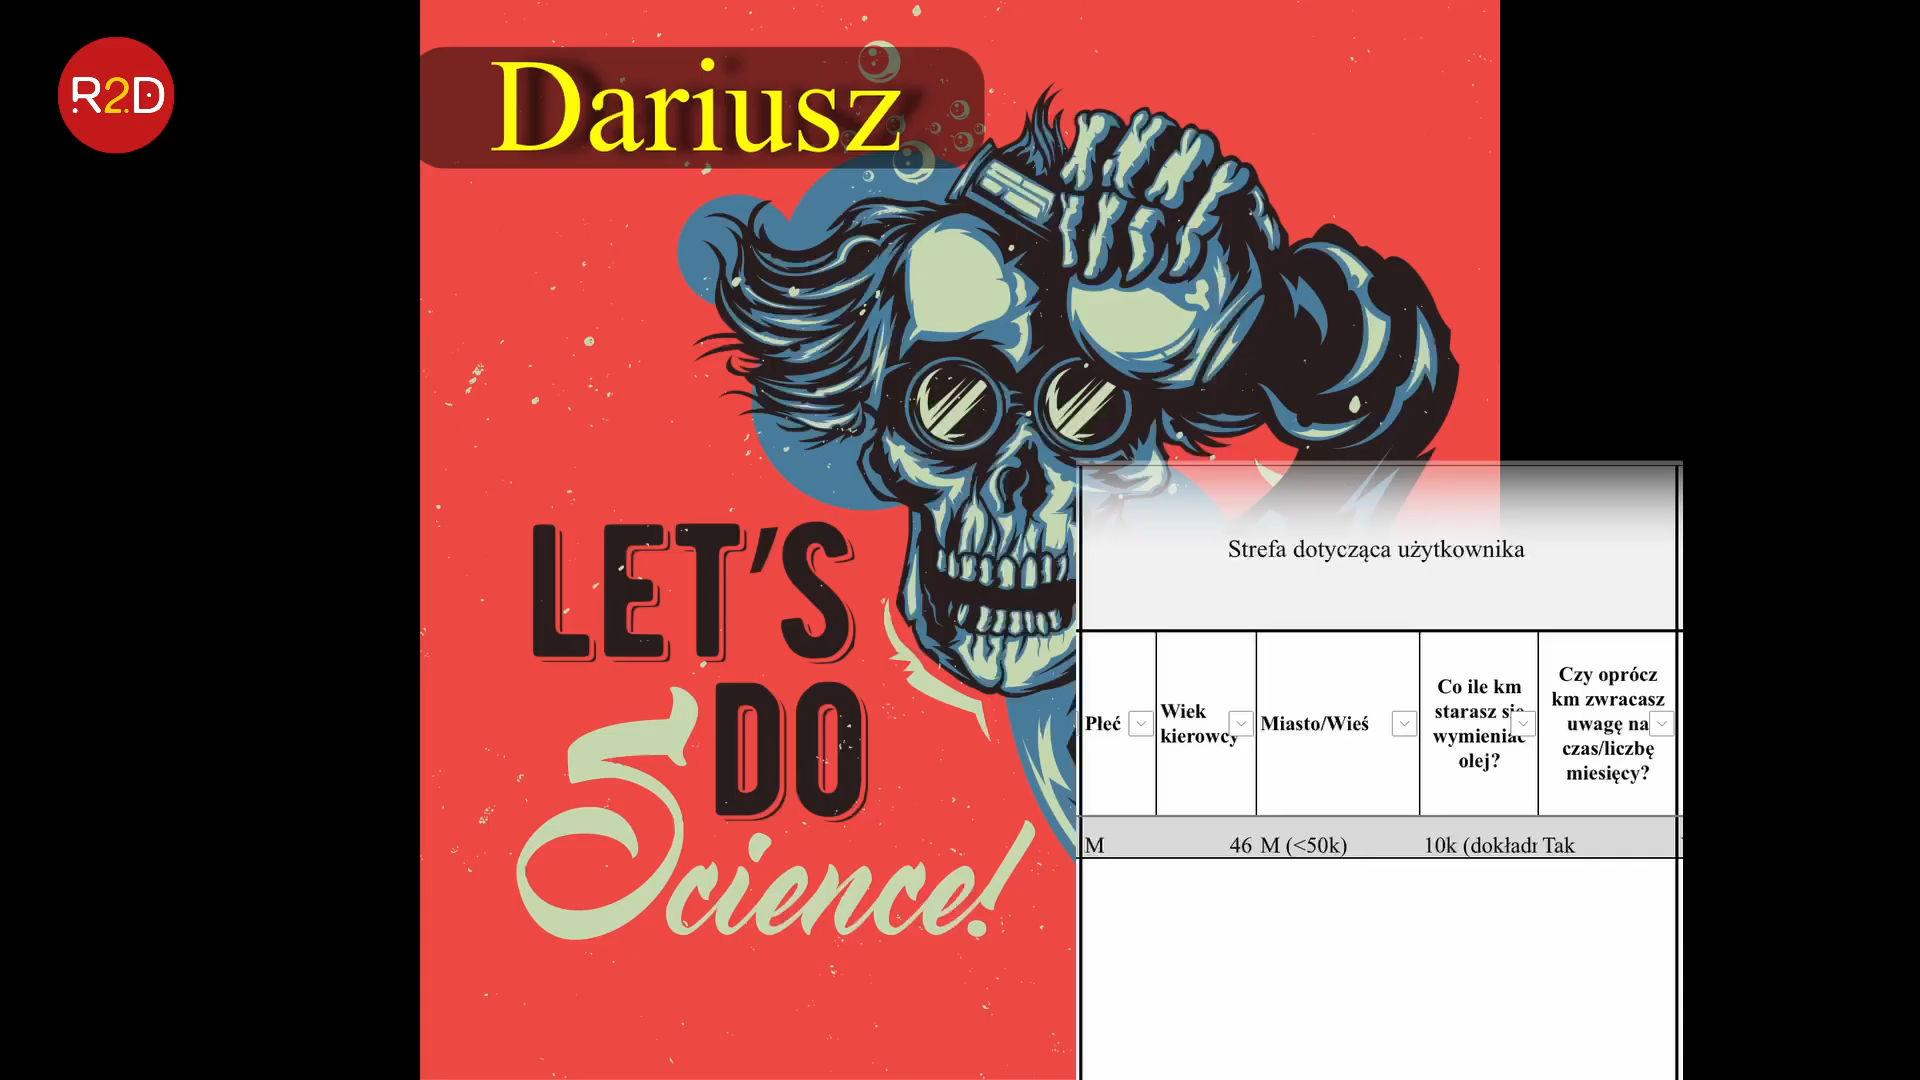 R2D
Dariusz
LET'S
DO
Science!
Strefa dotycząca użytkownika
Płeć
Wiek
kierowcy
Miasto/Wieś
Co ile km
starasz się
wymieniać
olej?
Czy oprócz
km zwracasz
uwagę na
czas/liczbę
miesięcy?
M 46 M (<50k) 10k (dokładn Tak